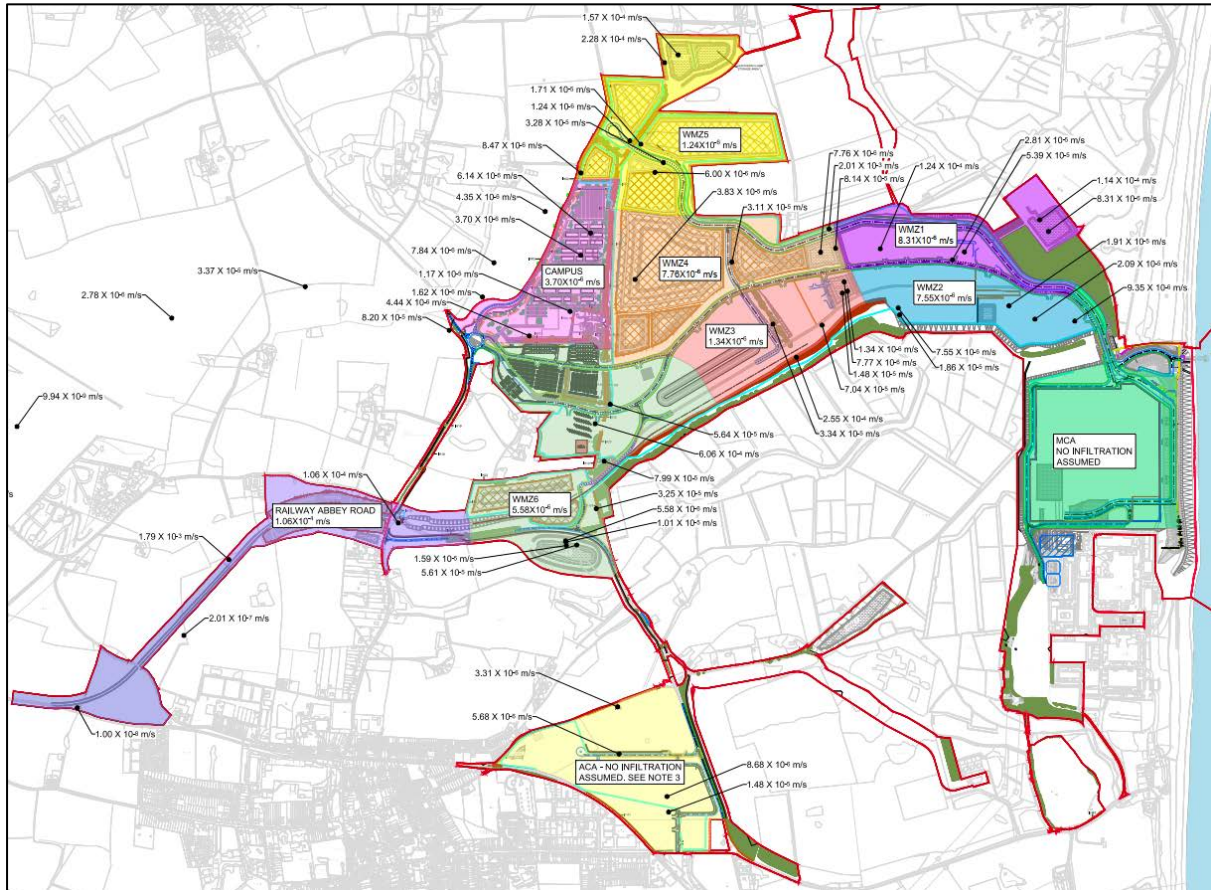 1.57 X 10⁻⁴ m/s
2.28 X 10⁻⁴ m/s
1.71 X 10⁻⁵ m/s
1.24 X 10⁻⁵ m/s
3.28 X 10⁻⁵ m/s
8.47 X 10⁻⁶ m/s
6.14 X 10⁻⁶ m/s
4.35 X 10⁻⁵ m/s
3.70 X 10⁻⁶ m/s
7.84 X 10⁻⁶ m/s
1.17 X 10⁻⁵ m/s
1.62 X 10⁻⁵ m/s
4.44 X 10⁻⁶ m/s
8.20 X 10⁻⁵ m/s
3.37 X 10⁻⁶ m/s
2.78 X 10⁻⁶ m/s
9.94 X 10⁻⁹ m/s
WMZ5
1.24X10⁻⁵ m/s
6.00 X 10⁻⁵ m/s
3.83 X 10⁻⁵ m/s
3.11 X 10⁻⁵ m/s
7.76 X 10⁻⁶ m/s
2.01 X 10⁻³ m/s
8.14 X 10⁻⁵ m/s
1.24 X 10⁻⁴ m/s
2.81 X 10⁻⁵ m/s
5.39 X 10⁻⁵ m/s
1.14 X 10⁻⁴ m/s
8.31 X 10⁻⁵ m/s
1.91 X 10⁻⁵ m/s
2.09 X 10⁻⁵ m/s
9.35 X 10⁻⁶ m/s
WMZ1
8.31X10⁻⁶ m/s
WMZ4
7.76X10⁻⁶ m/s
CAMPUS
3.70X10⁻⁶ m/s
WMZ2
7.55X10⁻⁶ m/s
WMZ3
1.34X10⁻⁶ m/s
1.34 X 10⁻⁶ m/s
7.77 X 10⁻⁶ m/s
1.48 X 10⁻⁵ m/s
7.04 X 10⁻⁵ m/s
7.55 X 10⁻⁶ m/s
1.86 X 10⁻⁵ m/s
2.55 X 10⁻⁴ m/s
3.34 X 10⁻⁵ m/s
5.64 X 10⁻⁵ m/s
6.06 X 10⁻⁴ m/s
7.99 X 10⁻⁵ m/s
3.25 X 10⁻⁵ m/s
5.58 X 10⁻⁶ m/s
1.01 X 10⁻⁵ m/s
MCA
NO INFILTRATION
ASSUMED
1.06 X 10⁻⁴ m/s
WMZ6
5.58X10⁻⁶ m/s
RAILWAY ABBEY ROAD
1.06X10⁻⁴ m/s
1.79 X 10⁻³ m/s
1.59 X 10⁻⁵ m/s
5.61 X 10⁻⁵ m/s
2.01 X 10⁻⁷ m/s
1.00 X 10⁻⁸ m/s
3.31 X 10⁻⁶ m/s
5.68 X 10⁻⁵ m/s
ACA - NO INFILTRATION
ASSUMED. SEE NOTE 3
8.68 X 10⁻⁶ m/s
1.48 X 10⁻⁵ m/s